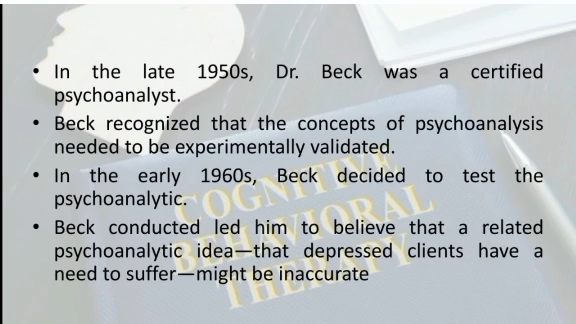 • In the late 1950s, Dr. Beck was a certified
psychoanalyst.
• Beck recognized that the concepts of psychoanalysis
needed to be experimentally validated.
• In the early 1960s, Beck decided to test the
psychoanalytic.
• Beck conducted led him to believe that a related
psychoanalytic idea—that depressed clients have a
need to suffer—might be inaccurate
COGNITIVE
BEHAVIORAL
THERAPY